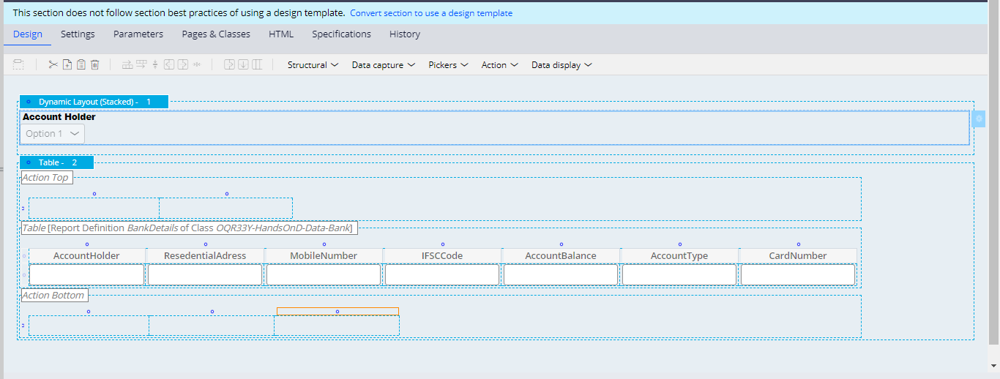 This section does not follow section best practices of using a design template. Convert section to use a design template
Design Settings Parameters Pages & Classes HTML Specifications History
Structural Data capture Pickers Action Data display
Dynamic Layout (Stacked) - 1
Account Holder
Option 1
Table - 2
Action Top
Table [Report Definition BankDetails of Class OQR33Y-HandsOnD-Data-Bank]
AccountHolder ResedentialAdress MobileNumber IFSCCode AccountBalance AccountType CardNumber
Action Bottom